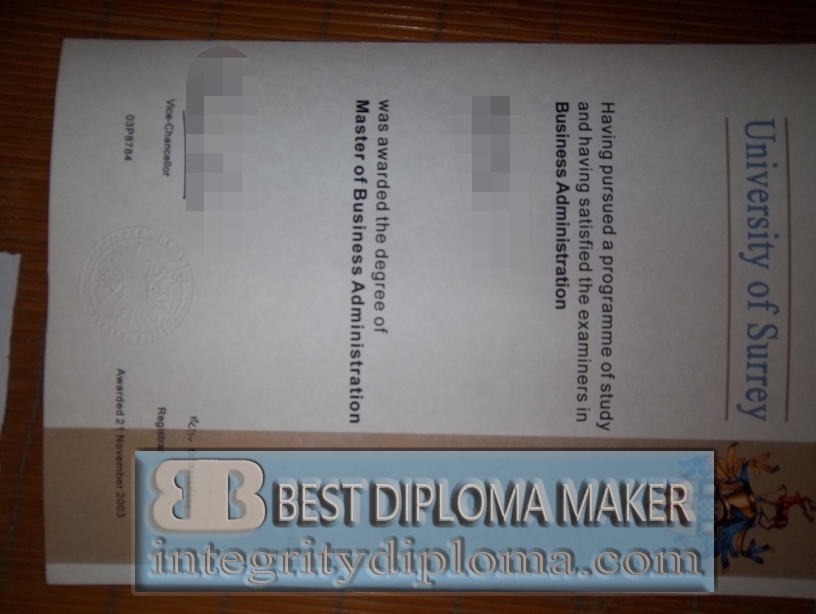 University of Surrey
Having pursued a programme of study
and having satisfied the examiners in
Business Administration
was awarded the degree of
Master of Business Administration
Vice-Chancellor
03P8784
Awarded 21 November 2003
BB BEST DIPLOMA MAKER
integritydiploma.com